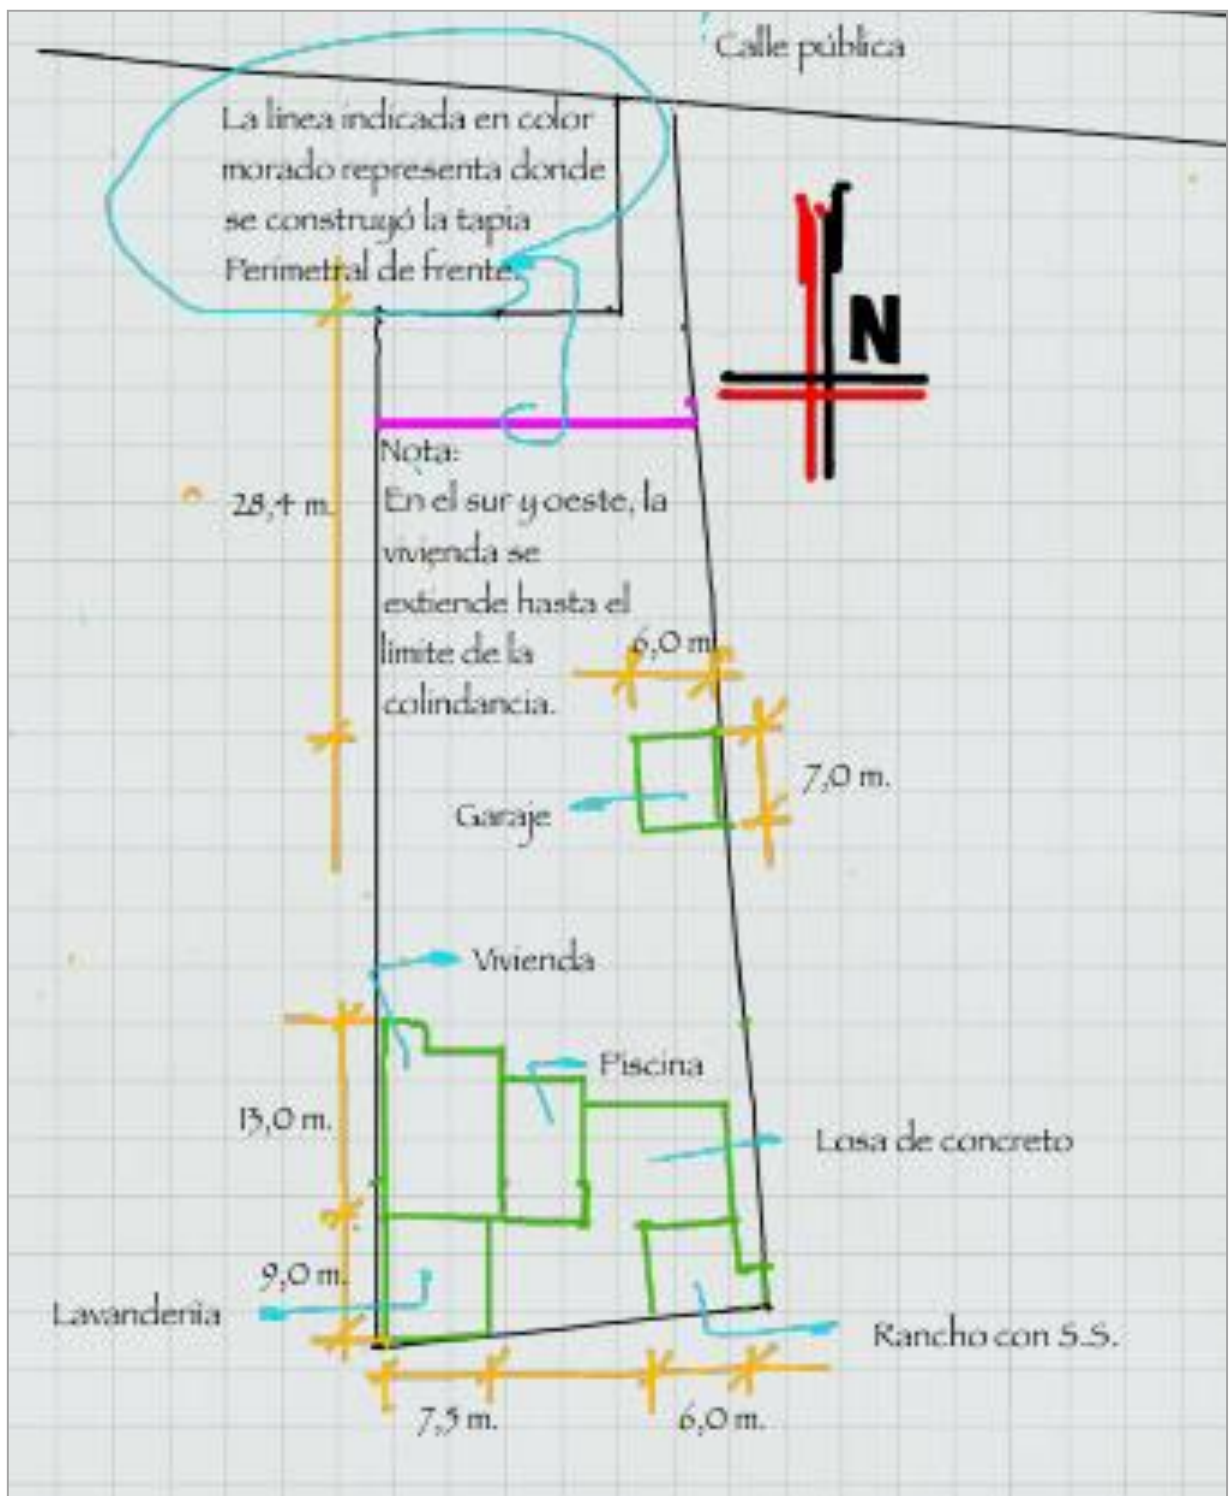 Calle pública
La linea indicada en color
morado representa donde
se construyó la tapia
Perimetral de frente.
N
Nota:
En el sur y oeste, la
vivienda se
extiende hasta el
limite de la
colindancia.
28,4 m.
6,0 m
7,0 m.
Garaje
Vivienda
Piscina
13,0 m.
Losa de concreto
9,0 m.
Lavanderia
Rancho con S.S.
7,5 m.
6,0 m.